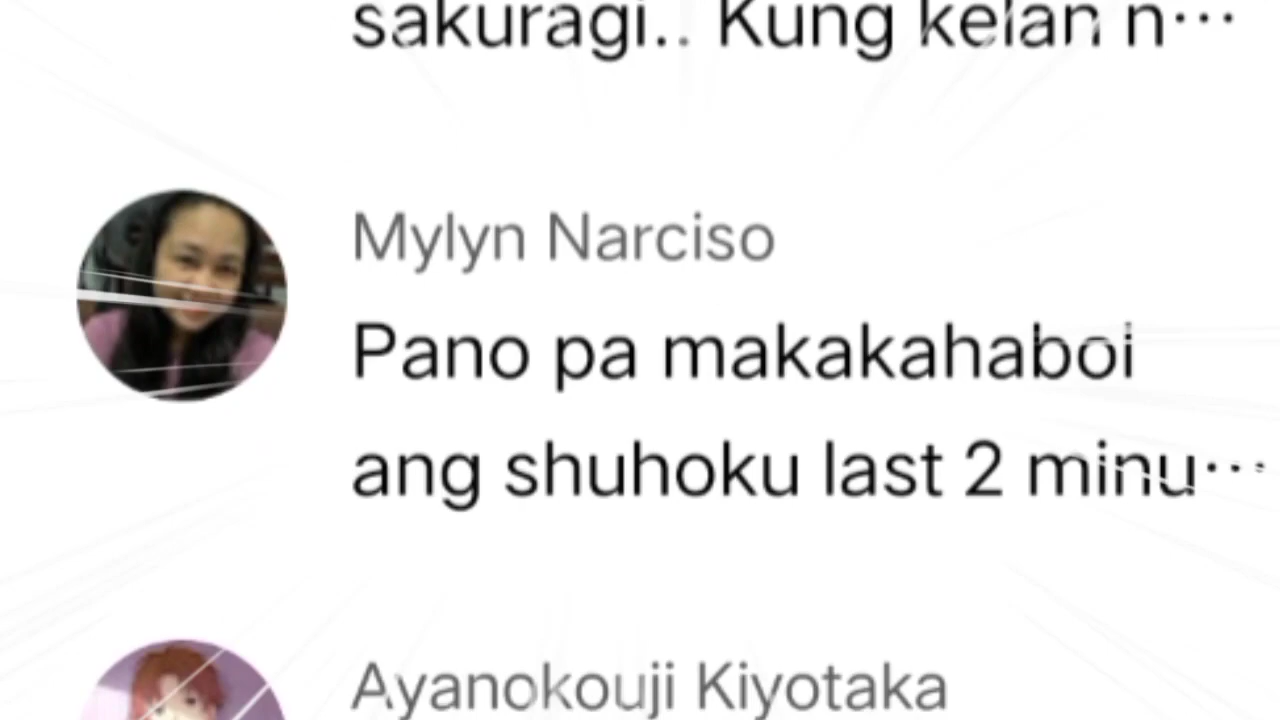 sakuragi.. Kung kelan n...
Mylyn Narciso
Pano pa makakahaboi
ang shuhoku last 2 minu...
Ayanokouji Kiyotaka